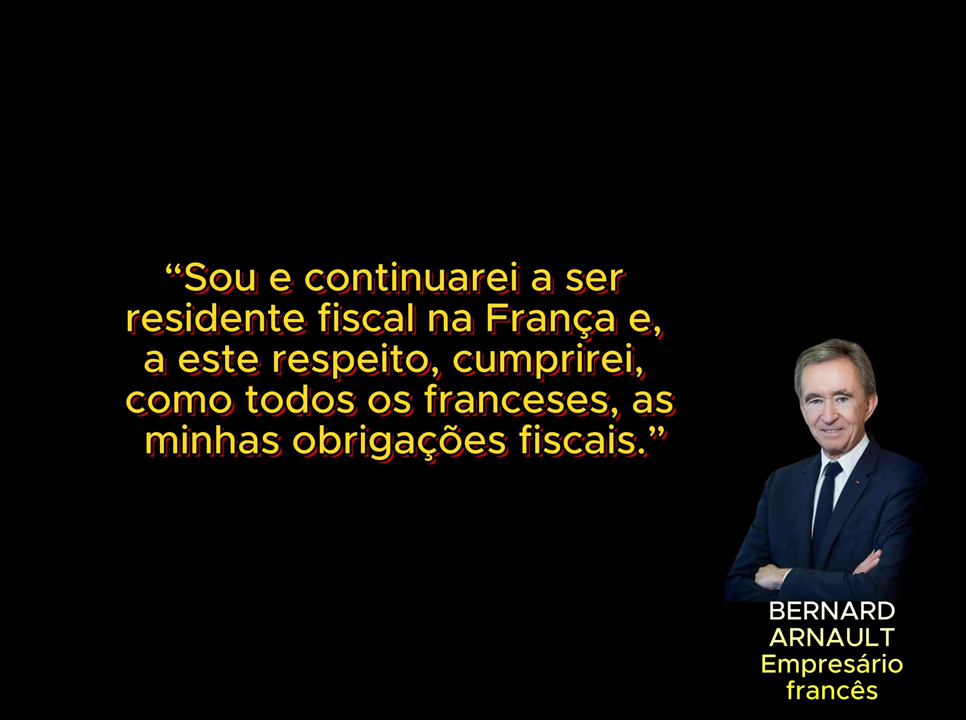 “Sou e continuarei a ser
residente fiscal na França e,
a este respeito, cumprirei,
como todos os franceses, as
minhas obrigações fiscais.”
BERNARD
ARNAULT
Empresário
francês